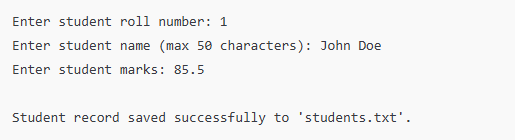 Enter student roll number: 1
Enter student name (max 50 characters): John Doe
Enter student marks: 85.5
Student record saved successfully to 'students.txt'.